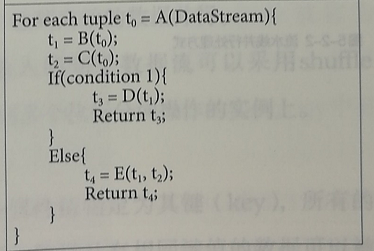 For each tuple t₀ = A(DataStream){
t₁ = B(t₀);
t₂ = C(t₀);
If(condition 1){
t₃ = D(t₁);
Return t₃;
}
Else{
t₄ = E(t₁, t₂);
Return t₄;
}
}